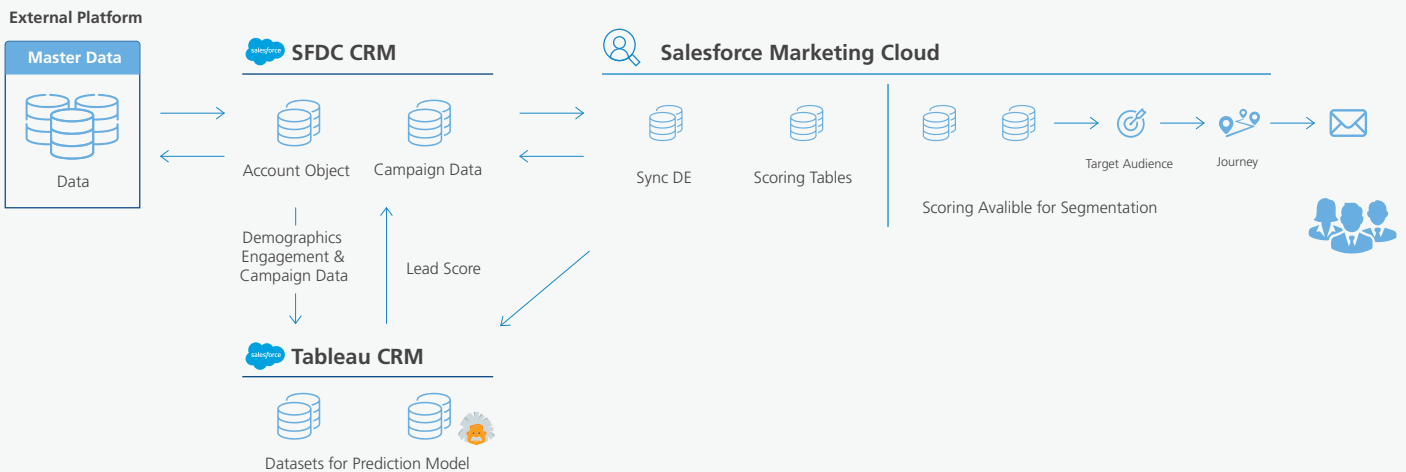 External Platform
Master Data
Data
salesforce SFDC CRM
Account Object
Campaign Data
Demographics
Engagement &
Campaign Data
Lead Score
salesforce Tableau CRM
Datasets for Prediction Model
Salesforce Marketing Cloud
Sync DE
Scoring Tables
Target Audience
Journey
Scoring Avalible for Segmentation